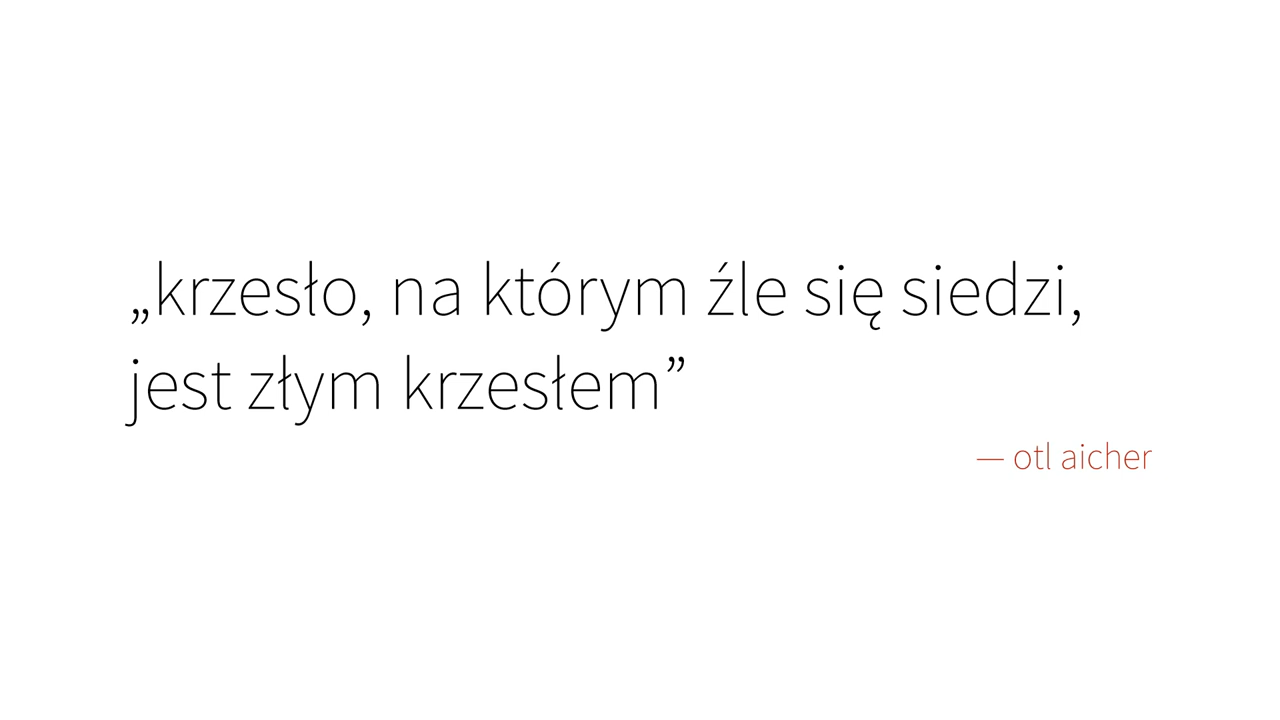 „krzesło, na którym źle się siedzi,
jest złym krzesłem”
— otl aicher